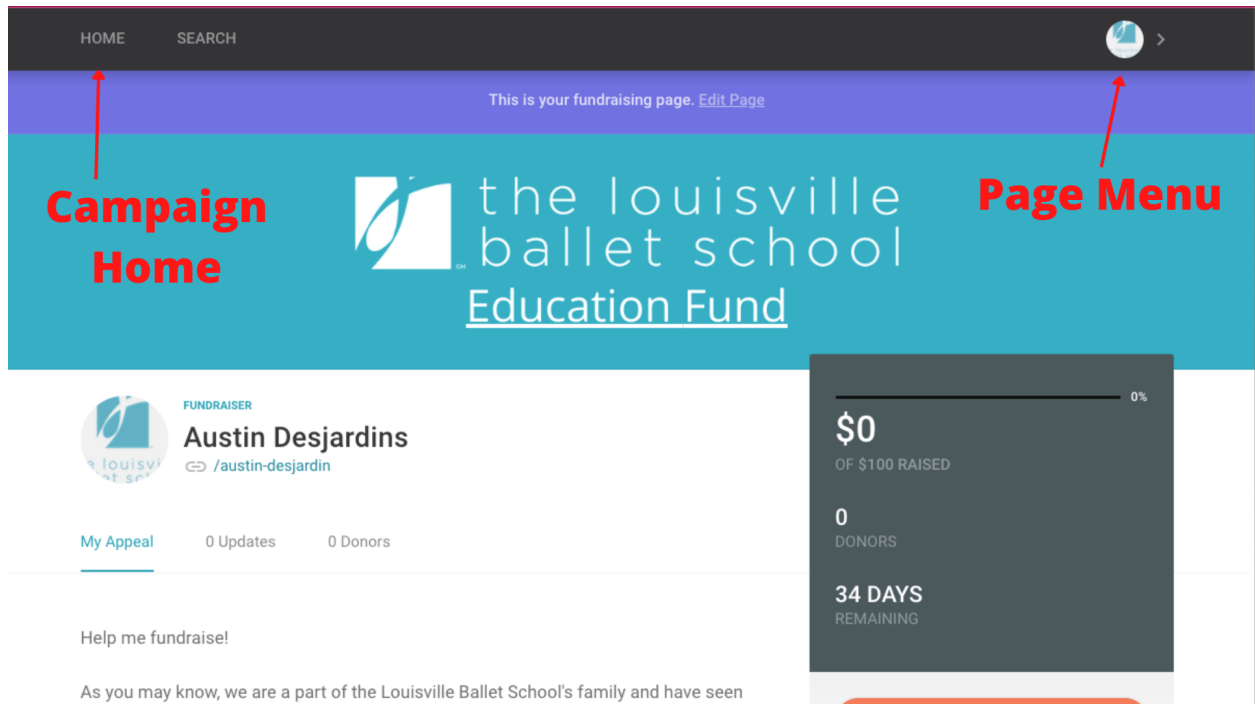 HOME SEARCH
This is your fundraising page. Edit Page
Campaign
Home
Page Menu
the louisville
ballet school
SM
Education Fund
FUNDRAISER
Austin Desjardins
/austin-desjardin
My Appeal 0 Updates 0 Donors
0%
$0
OF $100 RAISED
0
DONORS
34 DAYS
REMAINING
Help me fundraise!
As you may know, we are a part of the Louisville Ballet School's family and have seen